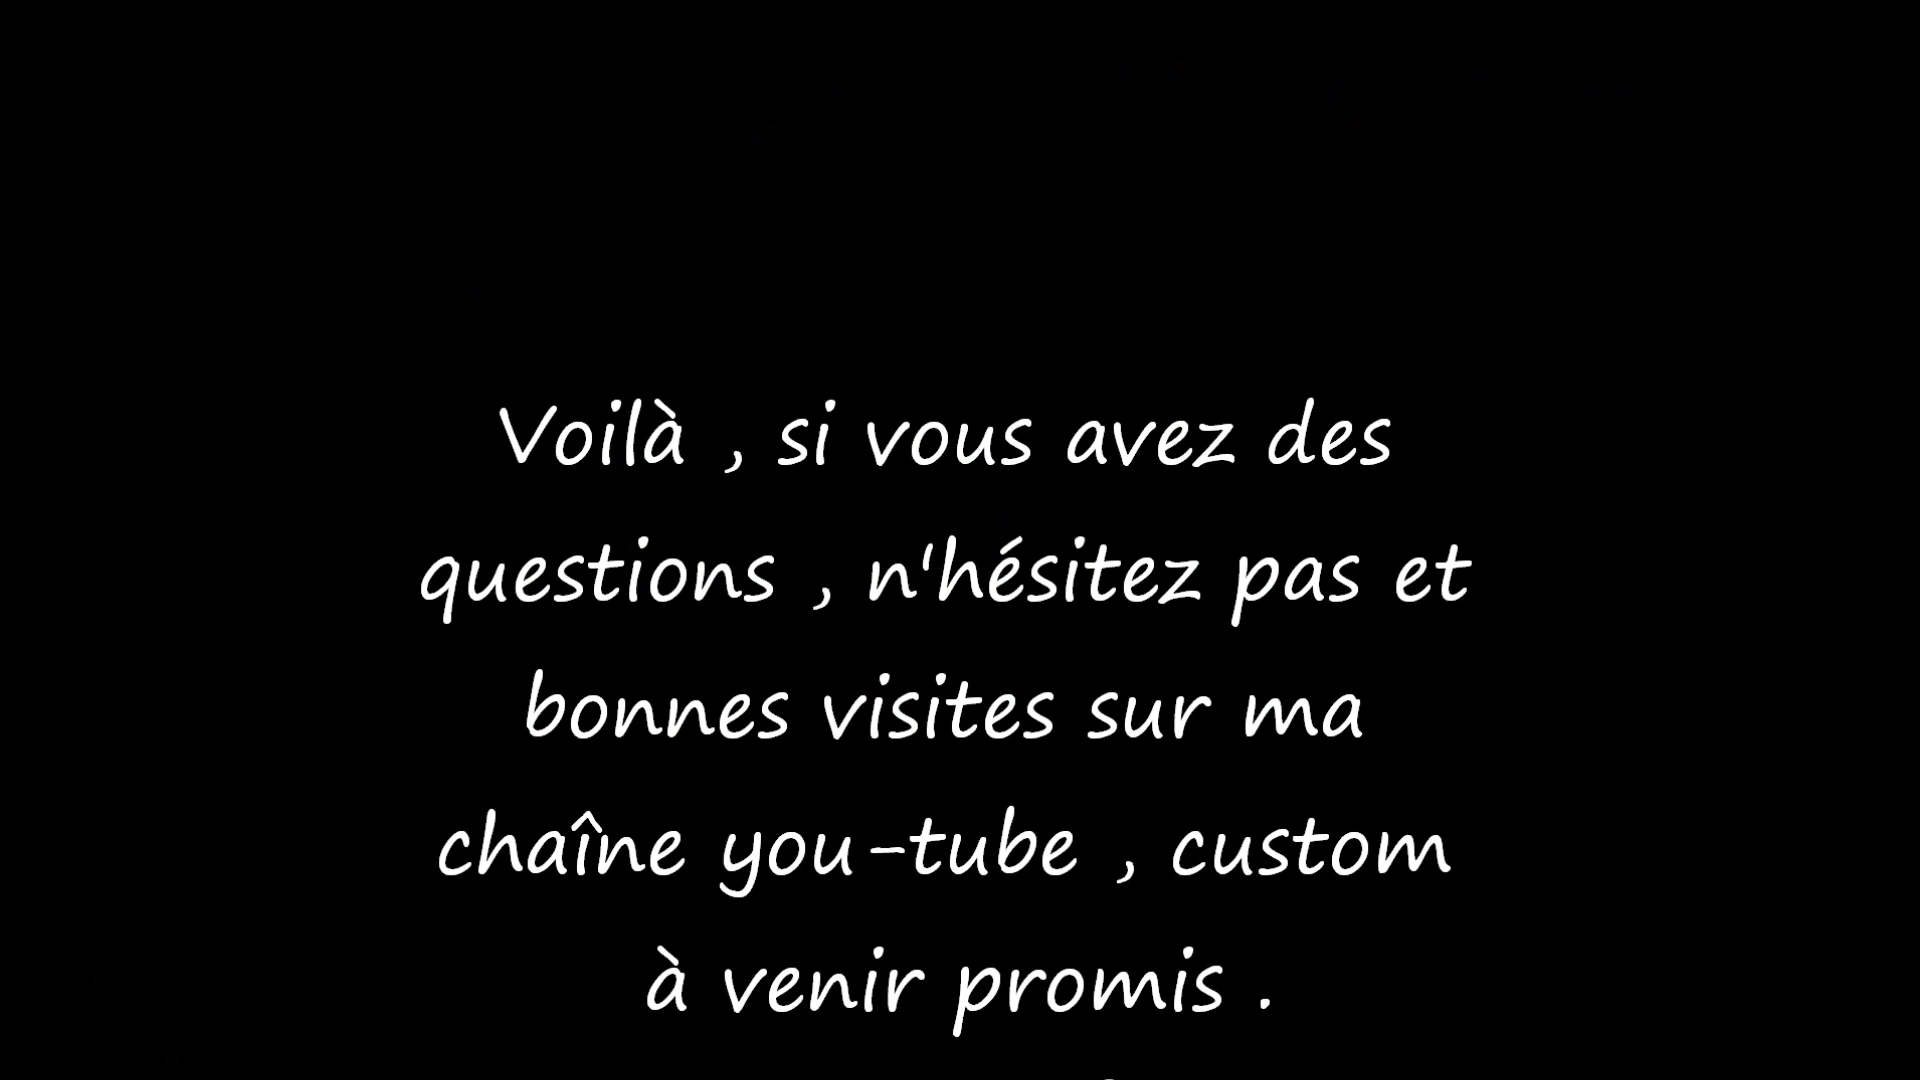 Voilà , si vous avez des
questions , n'hésitez pas et
bonnes visites sur ma
chaîne you-tube , custom
à venir promis .